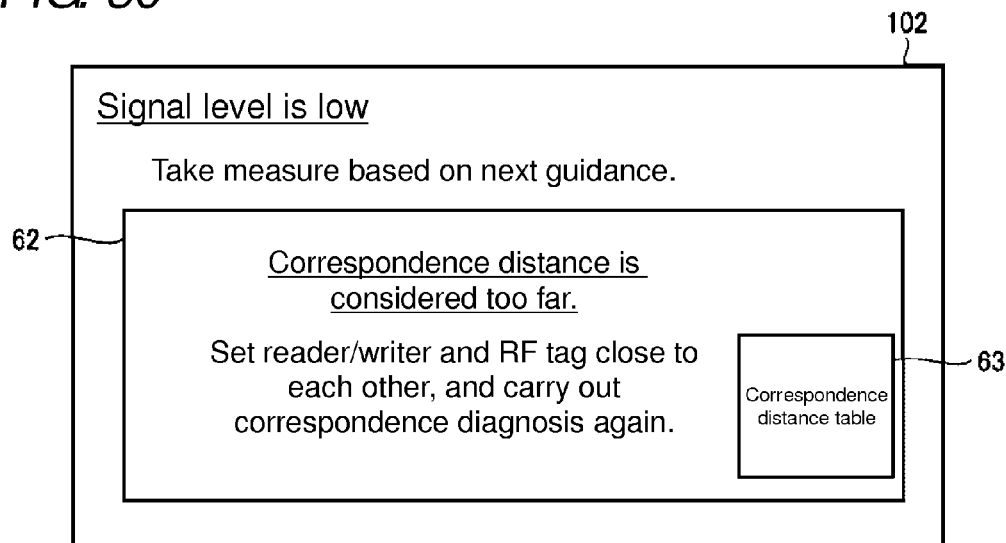 102
Signal level is low
Take measure based on next guidance.
62
Correspondence distance is
considered too far.
Set reader/writer and RF tag close to
each other, and carry out
correspondence diagnosis again.
63
Correspondence
distance table